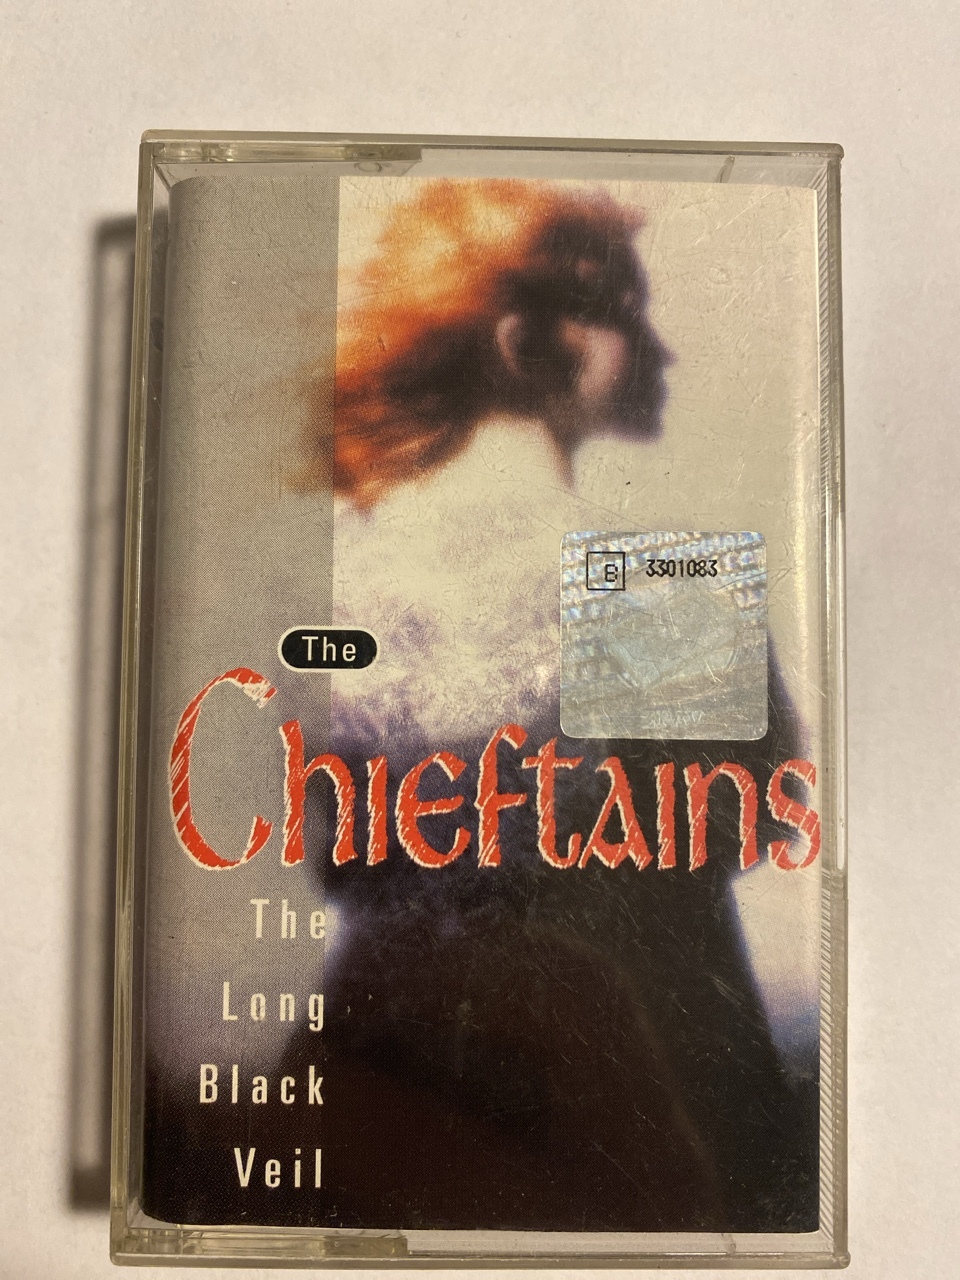 B 3301083
The
Chieftains
The
Long
Black
Veil